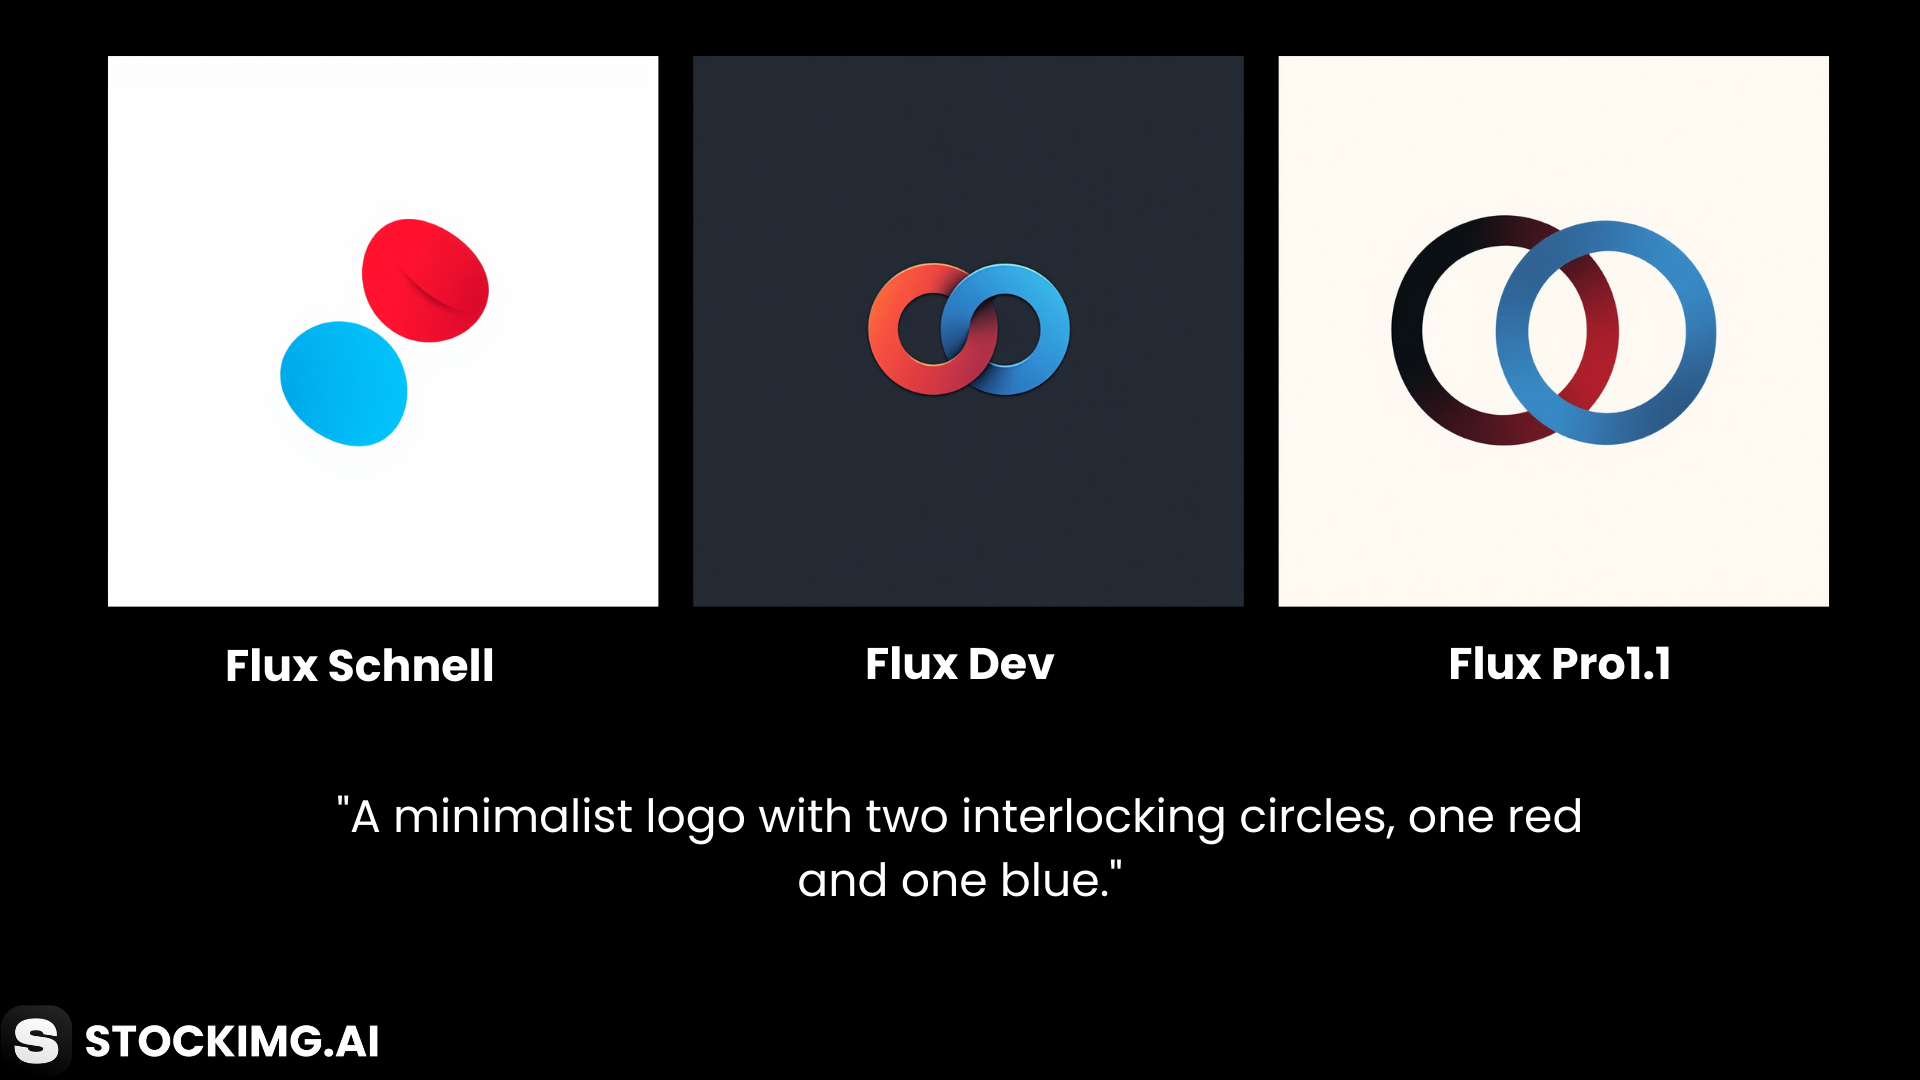 Flux Schnell
Flux Dev
Flux Pro1.1
"A minimalist logo with two interlocking circles, one red
and one blue."
S STOCKIMG.AI